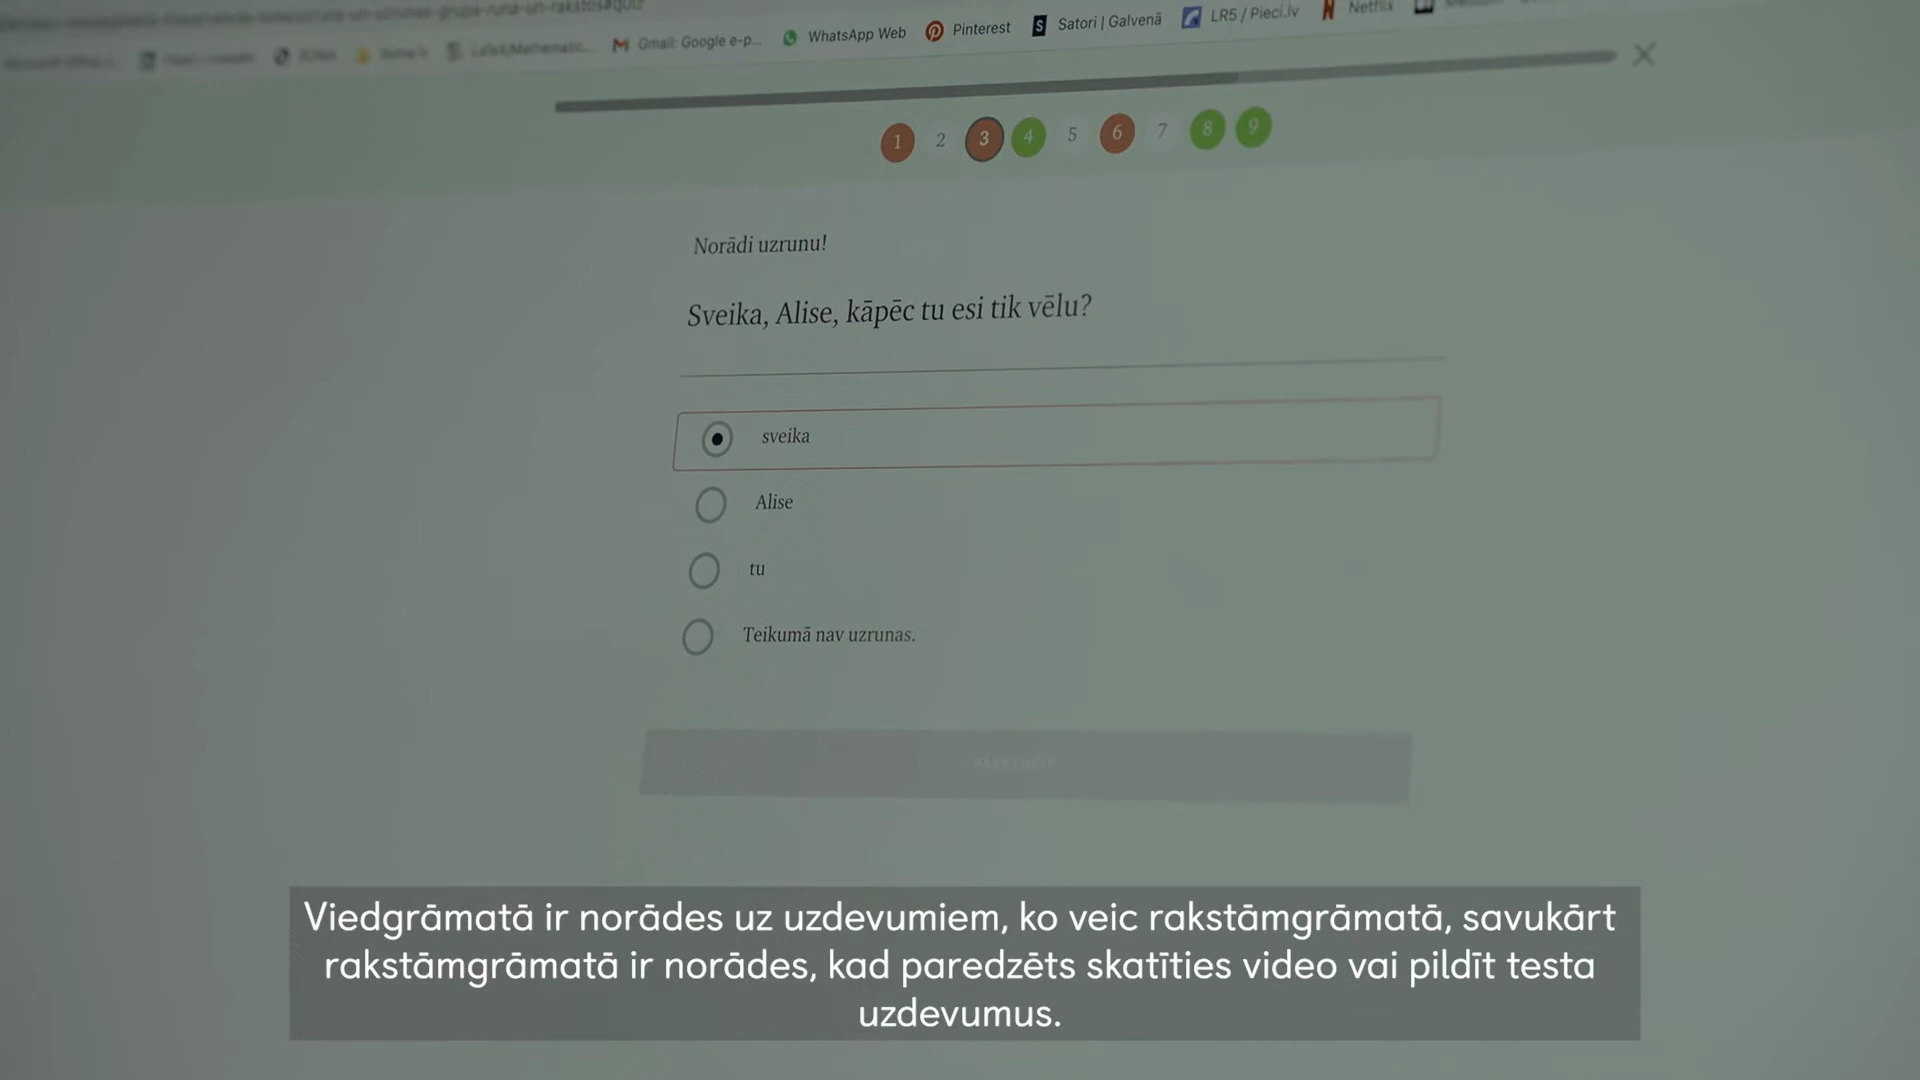 Gmail: Google e-p...
WhatsApp Web
Pinterest
Satori | Galvenā
LR5 / Pieci.lv
Netflix
1 2 3 4 5 6 7 8 9
Norādi uzrunu!
Sveika, Alise, kāpēc tu esi tik vēlu?
sveika
Alise
tu
Teikumā nav uzrunas.
Viedgrāmatā ir norādes uz uzdevumiem, ko veic rakstāmgrāmatā, savukārt
rakstāmgrāmatā ir norādes, kad paredzēts skatīties video vai pildīt testa
uzdevumus.